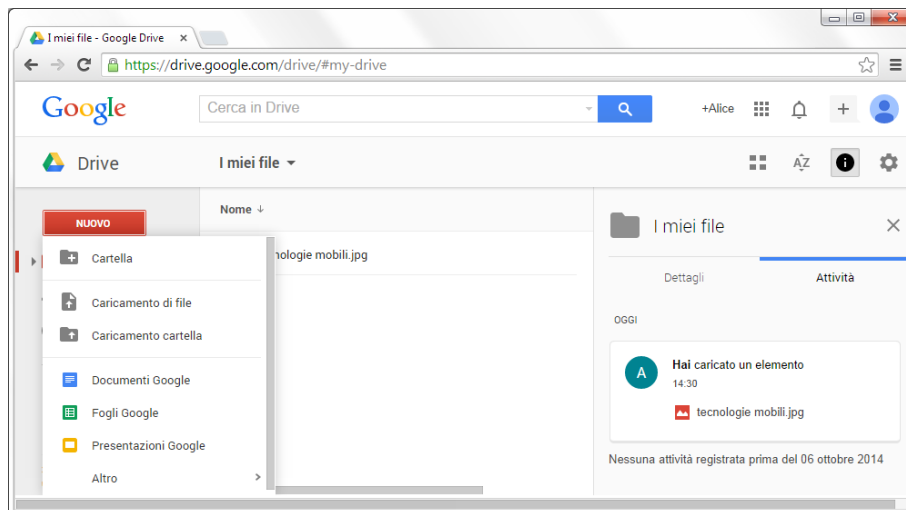 I miei file - Google Drive
https://drive.google.com/drive/#my-drive
Google
Cerca in Drive
+Alice
Drive
I miei file
AZ
NUOVO
Nome
I miei file
Cartella
nologie mobili.jpg
Dettagli
Attività
Caricamento di file
OGGI
Caricamento cartella
A
Hai caricato un elemento
14:30
Documenti Google
tecnologie mobili.jpg
Fogli Google
Presentazioni Google
Nessuna attività registrata prima del 06 ottobre 2014
Altro